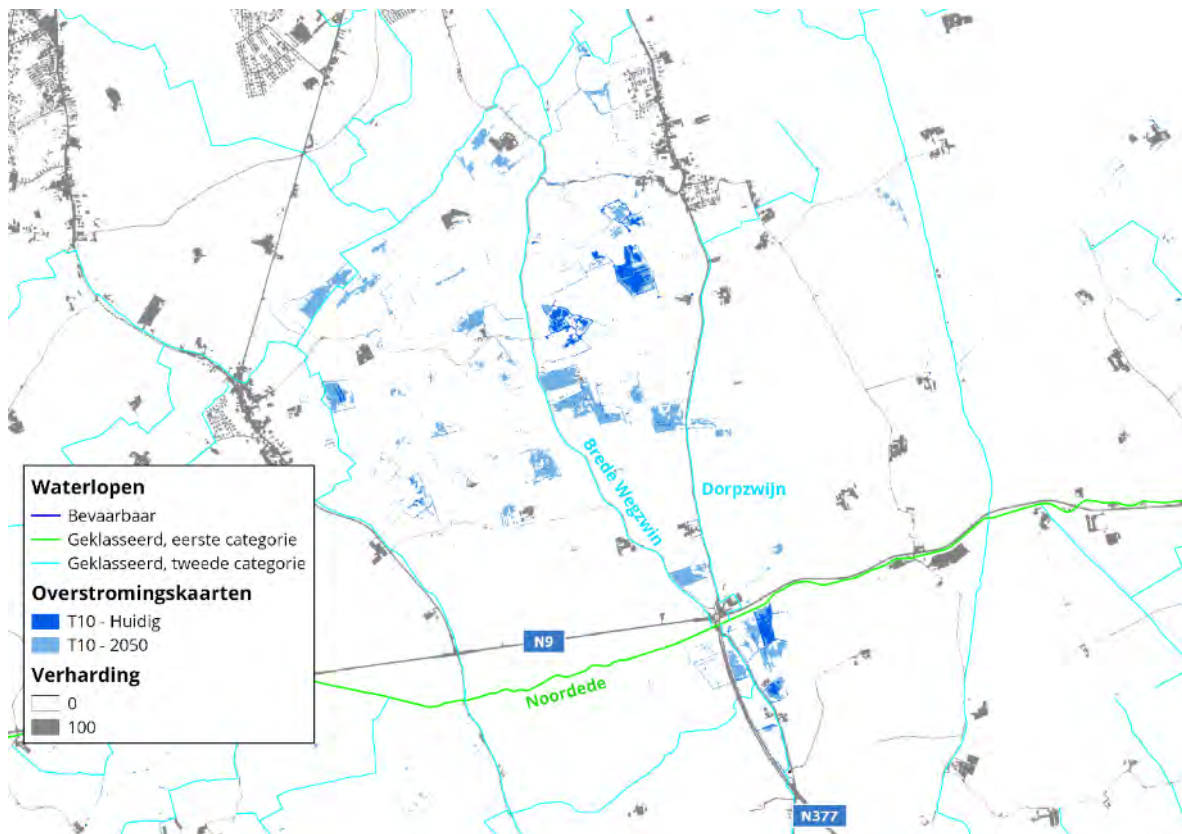 Brede Wegzwin
Dorpzwijn
N9
Noordede
N377
Waterlopen
Bevaarbaar
Geklasseerd, eerste categorie
Geklasseerd, tweede categorie
Overstromingskaarten
T10 - Huidig
T10 - 2050
Verharding
0
100